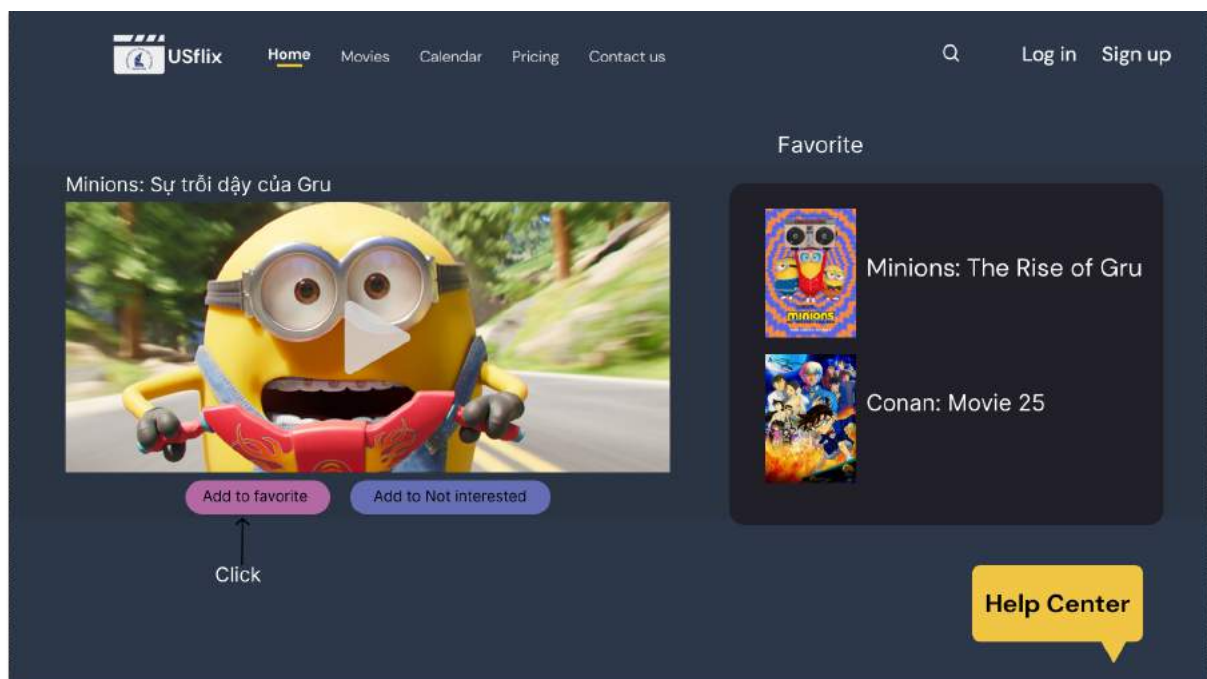 USflix Home Movies Calendar Pricing Contact us Log in Sign up
Favorite
Minions: Sự trỗi dậy của Gru
minions
Minions: The Rise of Gru
Conan: Movie 25
Add to favorite Add to Not interested
Click
Help Center